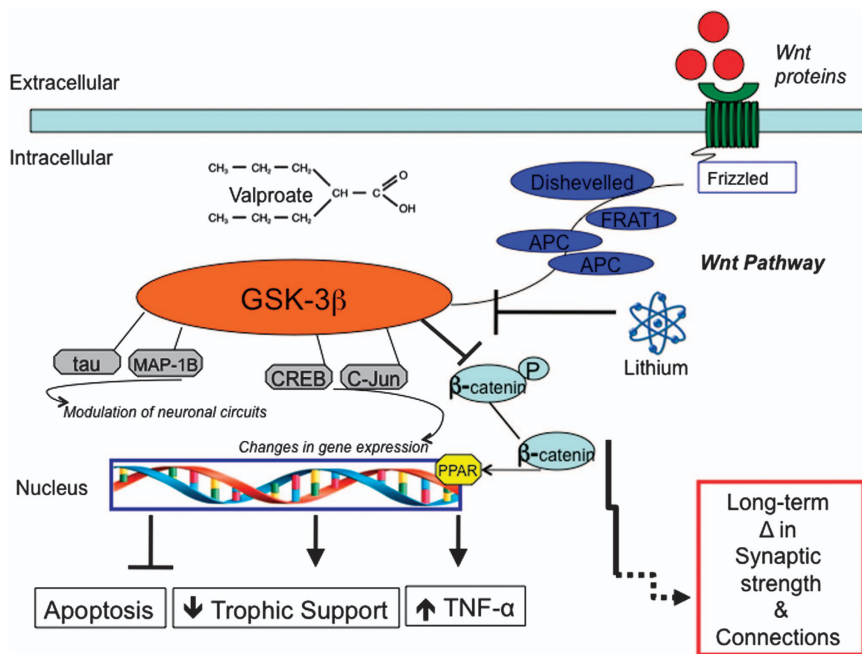 Extracellular
Wnt
proteins
Intracellular
CH₃ — CH₂ — CH₂
Valproate
CH — C
O
OH
CH₃ — CH₂ — CH₂
Frizzled
Dishevelled
FRAT1
APC
APC
Wnt Pathway
GSK-3β
Lithium
tau
MAP-1B
CREB
C-Jun
P
β-catenin
Modulation of neuronal circuits
Changes in gene expression
β-catenin
PPAR
Nucleus
Long-term
Δ in
Synaptic
strength
&
Connections
Apoptosis
↓ Trophic Support
↑ TNF-α